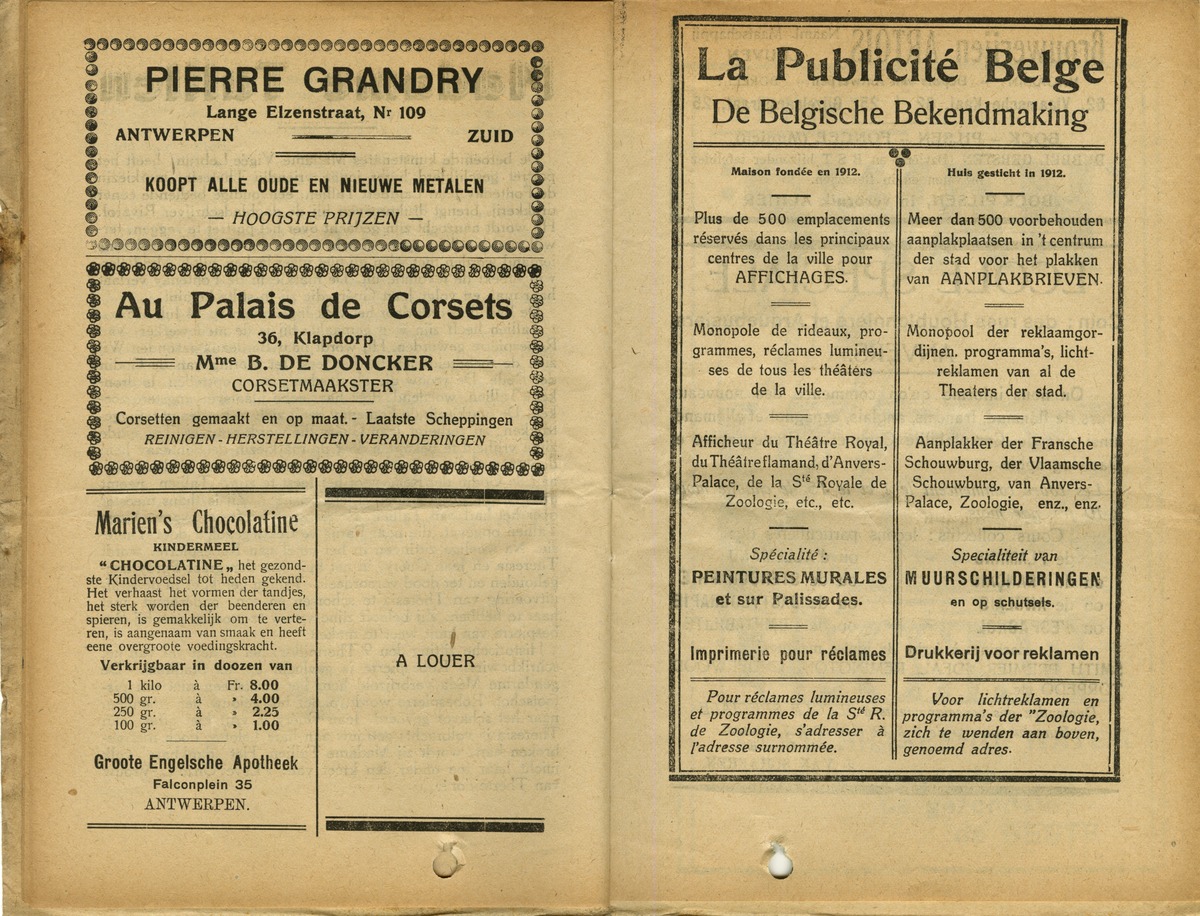 PIERRE GRANDRY
Lange Elzenstraat, Nr 109
ANTWERPEN ZUID
KOOPT ALLE OUDE EN NIEUWE METALEN
— HOOGSTE PRIJZEN —
Au Palais de Corsets
36, Klapdorp
Mme B. DE DONCKER
CORSETMAAKSTER
Corsetten gemaakt en op maat. - Laatste Scheppingen
REINIGEN - HERSTELLINGEN - VERANDERINGEN
Marien's Chocolatine
KINDERMEEL
“CHOCOLATINE„ het gezond-
ste Kindervoedsel tot heden gekend.
Het verhaast het vormen der tandjes,
het sterk worden der beenderen en
spieren, is gemakkelijk om te verte-
ren, is aangenaam van smaak en heeft
eene overgroote voedingskracht.
Verkrijgbaar in doozen van
1 kilo à Fr. 8.00
500 gr. à » 4.00
250 gr. à » 2.25
100 gr. à » 1.00
Groote Engelsche Apotheek
Falconplein 35
ANTWERPEN.
A LOUER
La Publicité Belge
De Belgische Bekendmaking
Maison fondée en 1912.
Plus de 500 emplacements
réservés dans les principaux
centres de la ville pour
AFFICHAGES.
Monopole de rideaux, pro-
grammes, réclames lumineu-
ses de tous les théâters
de la ville.
Afficheur du Théâtre Royal,
du Théâtre flamand, d'Anvers-
Palace, de la Sté Royale de
Zoologie, etc., etc.
Spécialité :
PEINTURES MURALES
et sur Palissades.
Imprimerie pour réclames
Pour réclames lumineuses
et programmes de la Sté R.
de Zoologie, s'adresser à
l'adresse surnommée.
Huis gesticht in 1912.
Meer dan 500 voorbehouden
aanplakplaatsen in 't centrum
der stad voor het plakken
van AANPLAKBRIEVEN.
Monopool der reklaamgor-
dijnen. programma's, licht-
reklamen van al de
Theaters der stad.
Aanplakker der Fransche
Schouwburg, der Vlaamsche
Schouwburg, van Anvers-
Palace, Zoologie, enz., enz.
Specialiteit van
MUURSCHILDERINGEN
en op schutsels.
Drukkerij voor reklamen
Voor lichtreklamen en
programma's der "Zoologie,
zich te wenden aan boven,
genoemd adres.